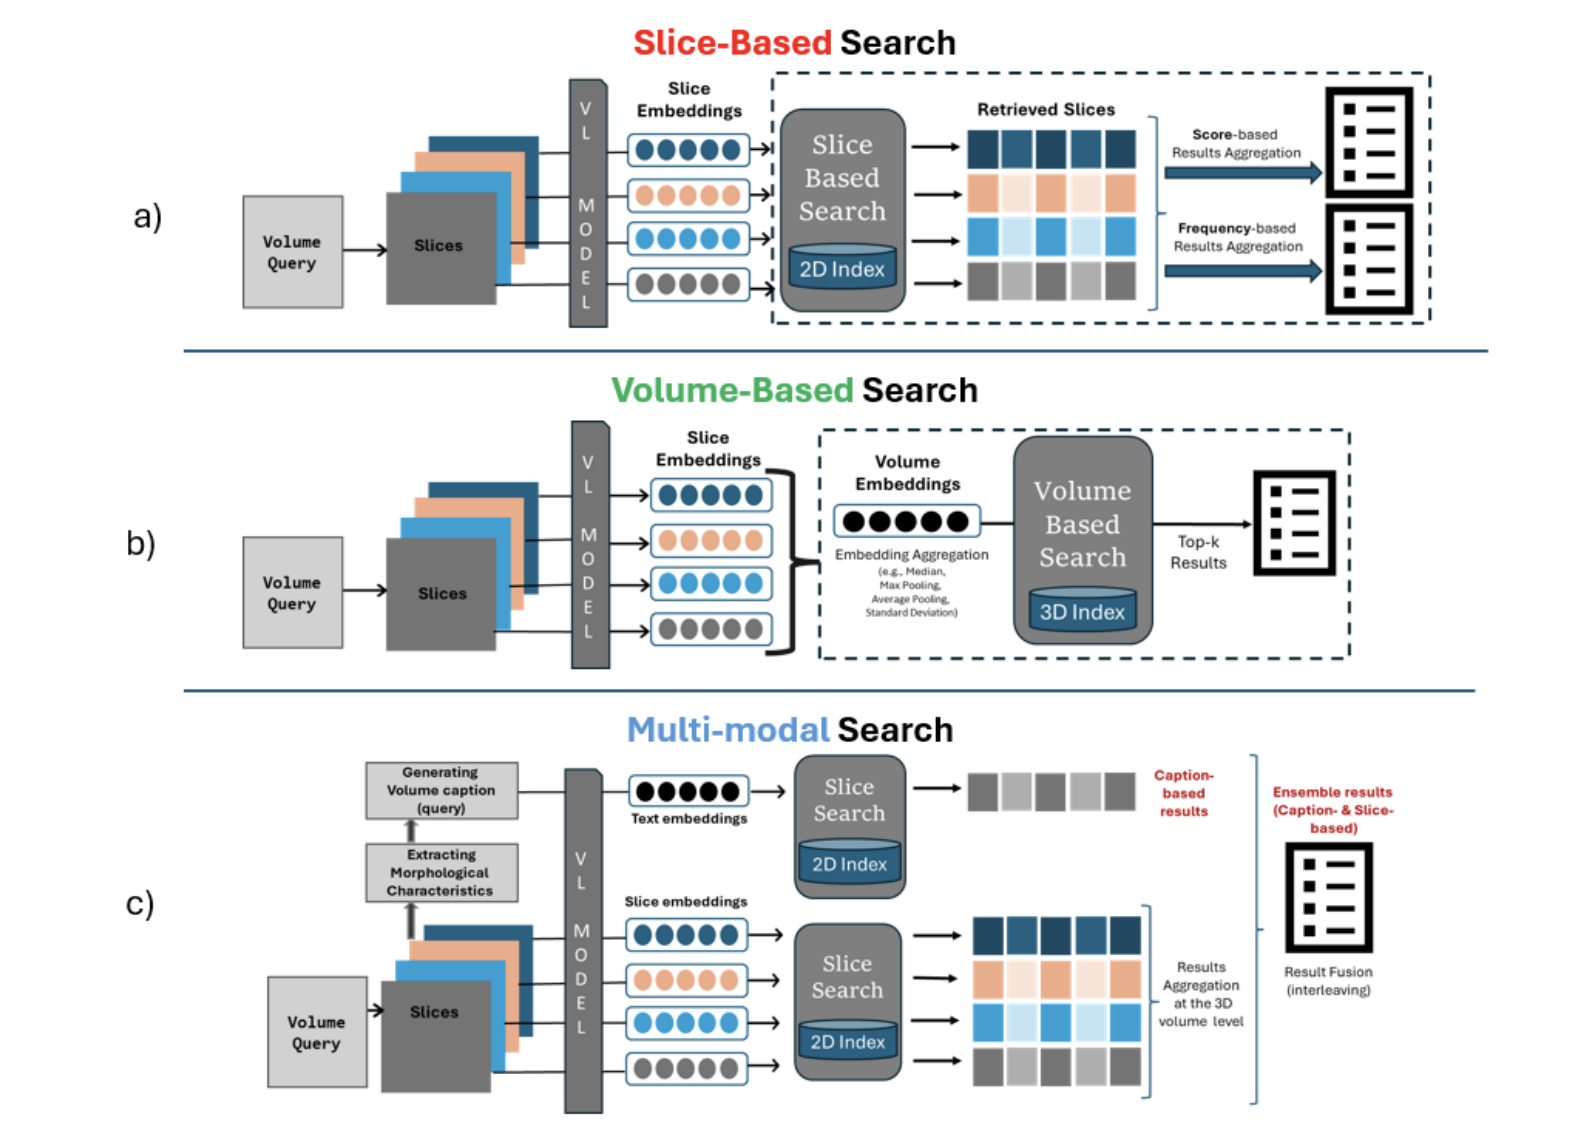 Slice-Based Search
a)
Volume
Query
Slices
V
L
M
O
D
E
L
Slice
Embeddings
Slice
Based
Search
2D Index
Retrieved Slices
Score-based
Results Aggregation
Frequency-based
Results Aggregation
Volume-Based Search
b)
Volume
Query
Slices
V
L
M
O
D
E
L
Slice
Embeddings
Volume
Embeddings
Embedding Aggregation
(e.g., Median,
Max Pooling,
Average Pooling,
Standard Deviation)
Volume
Based
Search
3D Index
Top-k
Results
Multi-modal Search
c)
Generating
Volume caption
(query)
Extracting
Morphological
Characteristics
Volume
Query
Slices
V
L
M
O
D
E
L
Text embeddings
Slice
Search
2D Index
Caption-
based
results
Slice embeddings
Slice
Search
2D Index
Results
Aggregation
at the 3D
volume level
Ensemble results
(Caption- & Slice-
based)
Result Fusion
(interleaving)